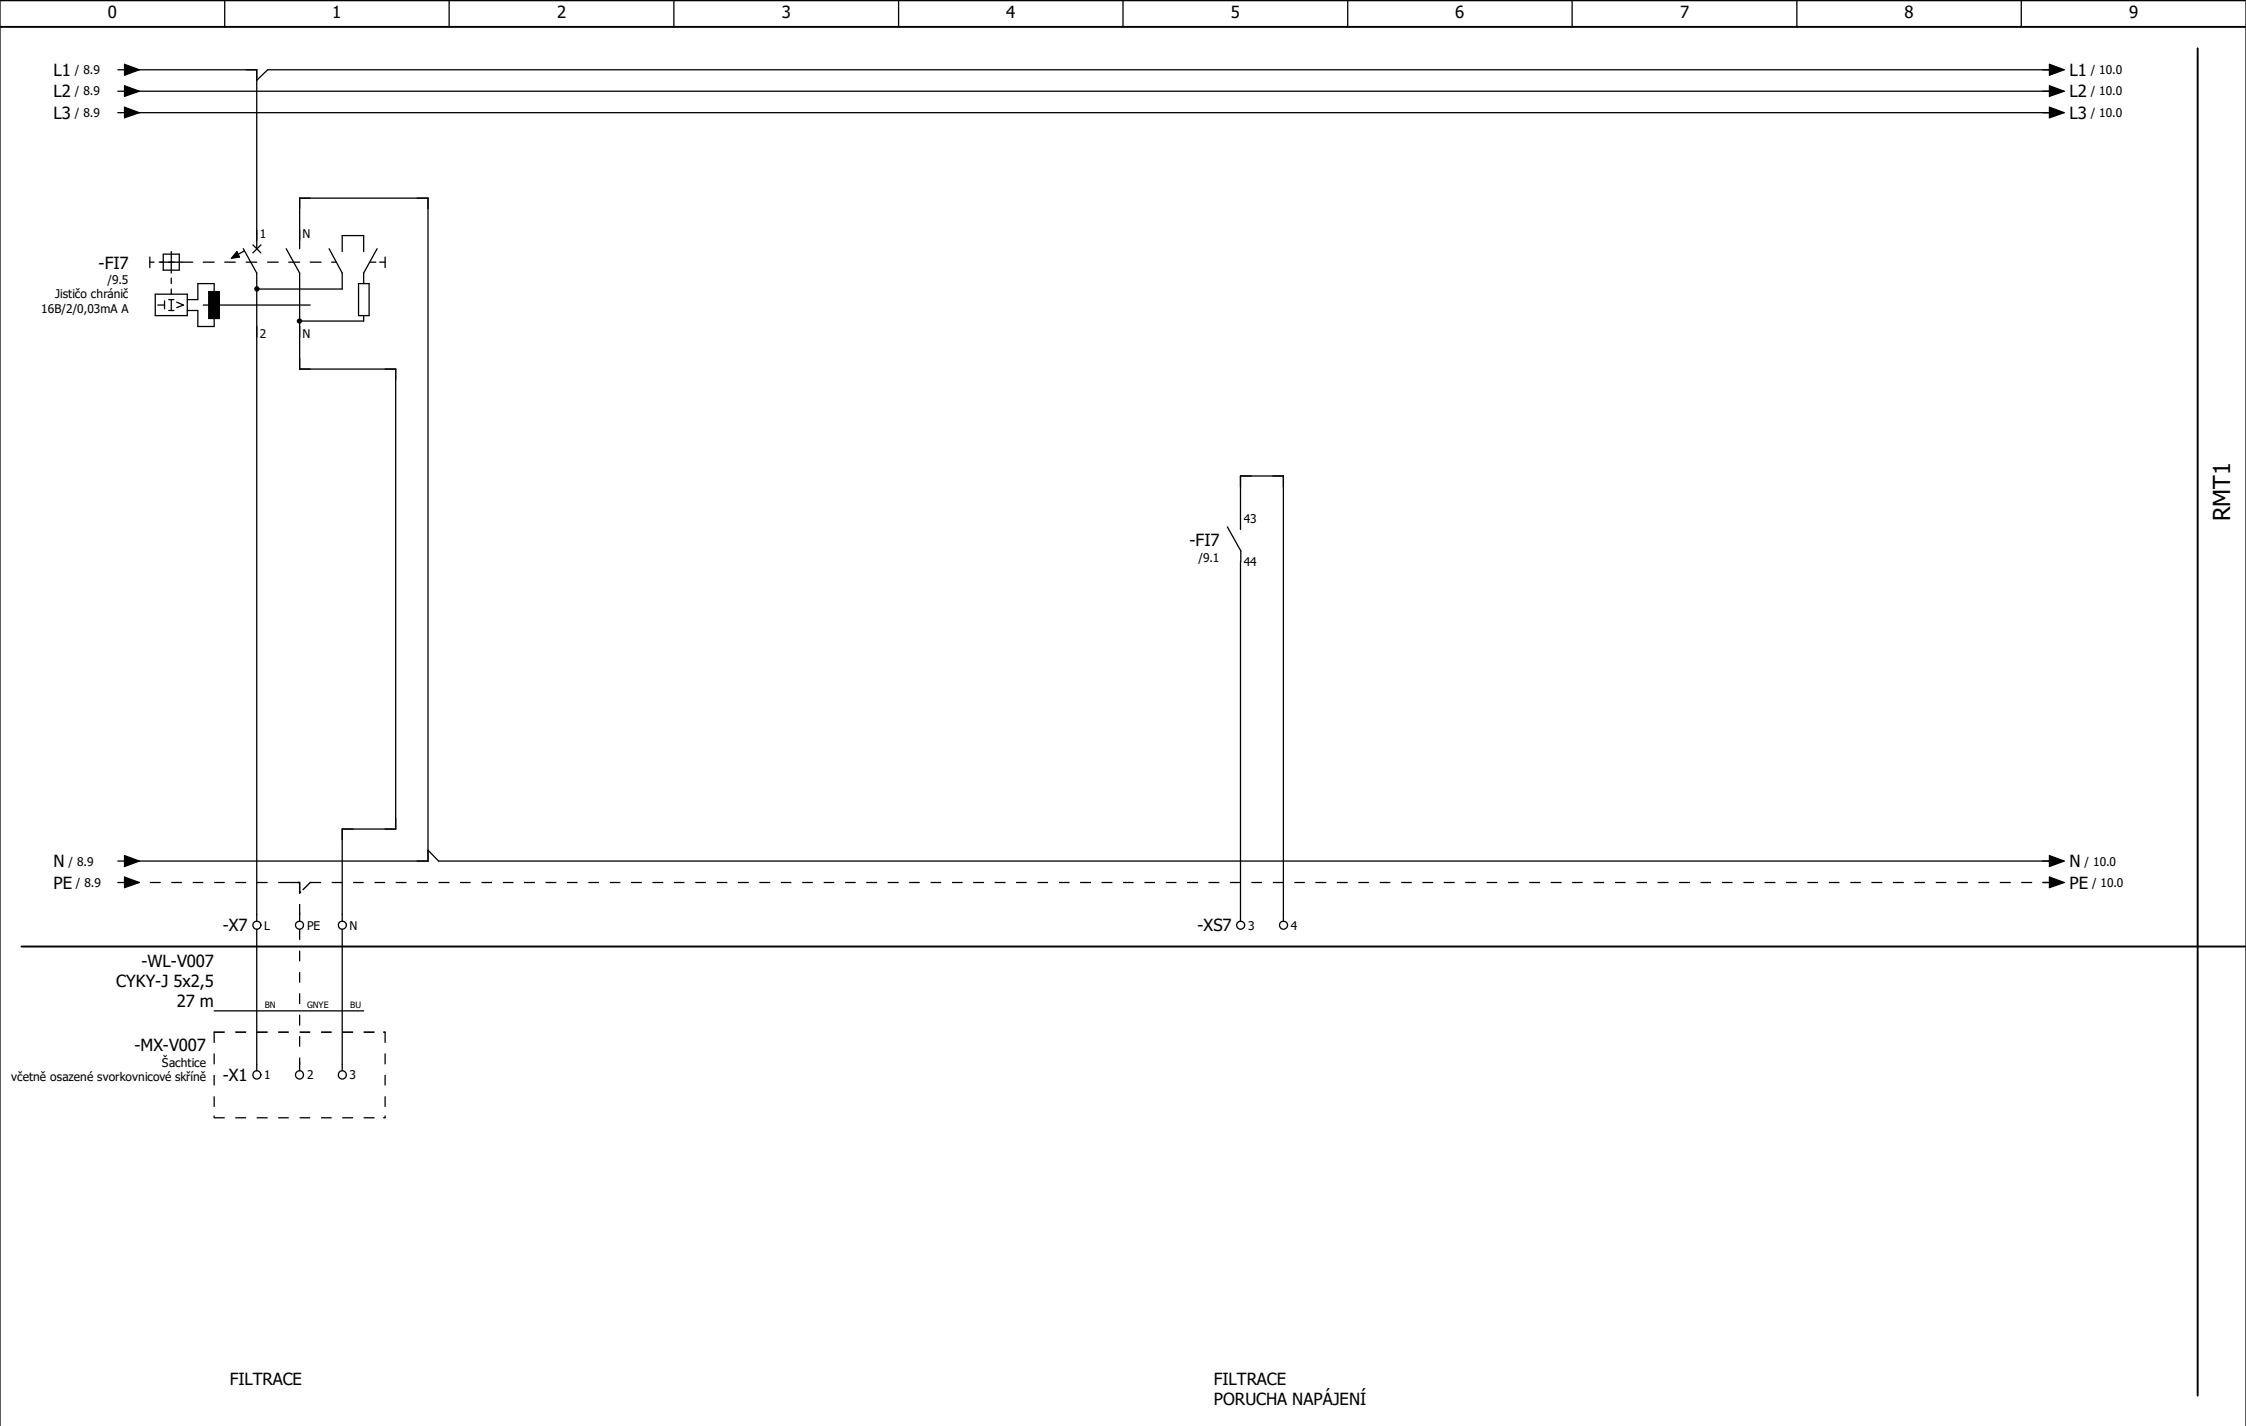 0 1 2 3 4 5 6 7 8 9
L1 / 8.9
L1 / 10.0
L2 / 8.9
L2 / 10.0
L3 / 8.9
L3 / 10.0
1 N
-FI7
/9.5
Jističo chránič
16B/2/0,03mA A
I>
2 N
RMT1
43
-FI7
/9.1
44
N / 8.9
N / 10.0
PE / 8.9
PE / 10.0
-X7 L PE N
-XS7 3 4
-WL-V007
CYKY-J 5x2,5
27 m
BN GNYE BU
-MX-V007
Šachtice
včetně osazené svorkovnicové skříně
-X1 1 2 3
FILTRACE
FILTRACE
PORUCHA NAPÁJENÍ